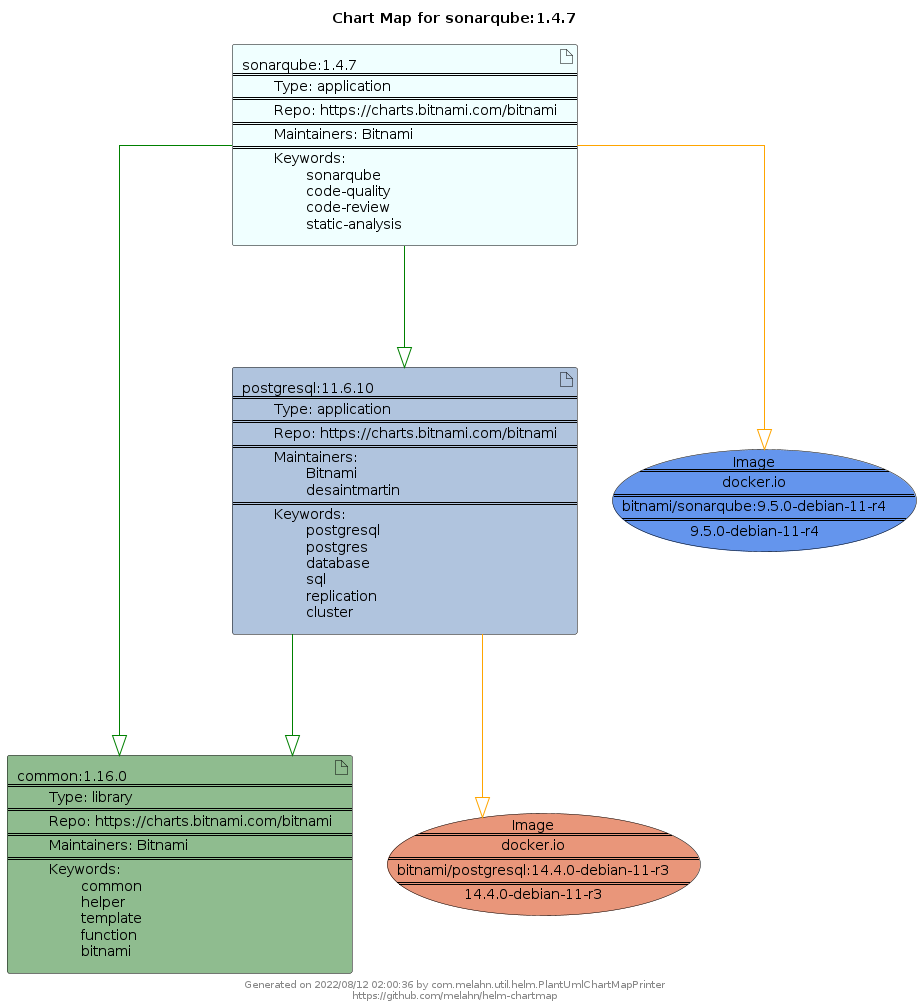 Chart Map for sonarqube:1.4.7
sonarqube:1.4.7
Type: application
Repo: https://charts.bitnami.com/bitnami
Maintainers: Bitnami
Keywords:
sonarqube
code-quality
code-review
static-analysis
postgresql:11.6.10
Type: application
Repo: https://charts.bitnami.com/bitnami
Maintainers:
Bitnami
desaintmartin
Keywords:
postgresql
postgres
database
sql
replication
cluster
Image
docker.io
bitnami/sonarqube:9.5.0-debian-11-r4
9.5.0-debian-11-r4
common:1.16.0
Type: library
Repo: https://charts.bitnami.com/bitnami
Maintainers: Bitnami
Keywords:
common
helper
template
function
bitnami
Image
docker.io
bitnami/postgresql:14.4.0-debian-11-r3
14.4.0-debian-11-r3
Generated on 2022/08/12 02:00:36 by com.melahn.util.helm.PlantUmlChartMapPrinter
https://github.com/melahn/helm-chartmap